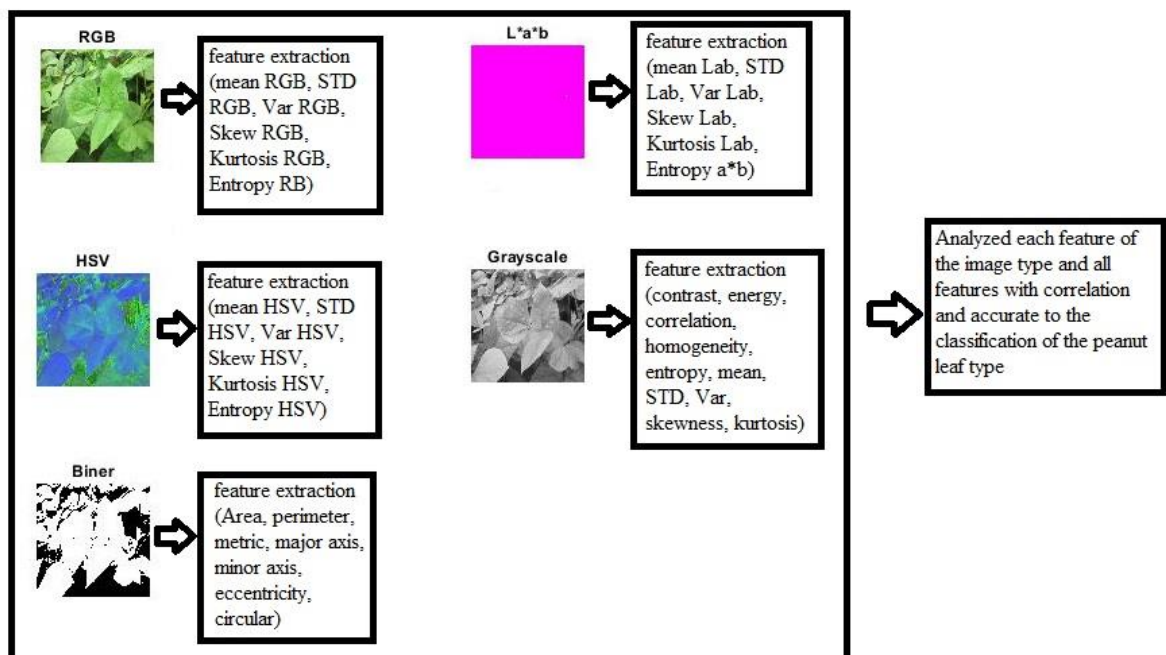 RGB
feature extraction
(mean RGB, STD
RGB, Var RGB,
Skew RGB,
Kurtosis RGB,
Entropy RB)
L*a*b
feature extraction
(mean Lab, STD
Lab, Var Lab,
Skew Lab,
Kurtosis Lab,
Entropy a*b)
HSV
feature extraction
(mean HSV, STD
HSV, Var HSV,
Skew HSV,
Kurtosis HSV,
Entropy HSV)
Grayscale
feature extraction
(contrast, energy,
correlation,
homogeneity,
entropy, mean,
STD, Var,
skewness, kurtosis)
Biner
feature extraction
(Area, perimeter,
metric, major axis,
minor axis,
eccentricity,
circular)
Analyzed each feature of
the image type and all
features with correlation
and accurate to the
classification of the peanut
leaf type